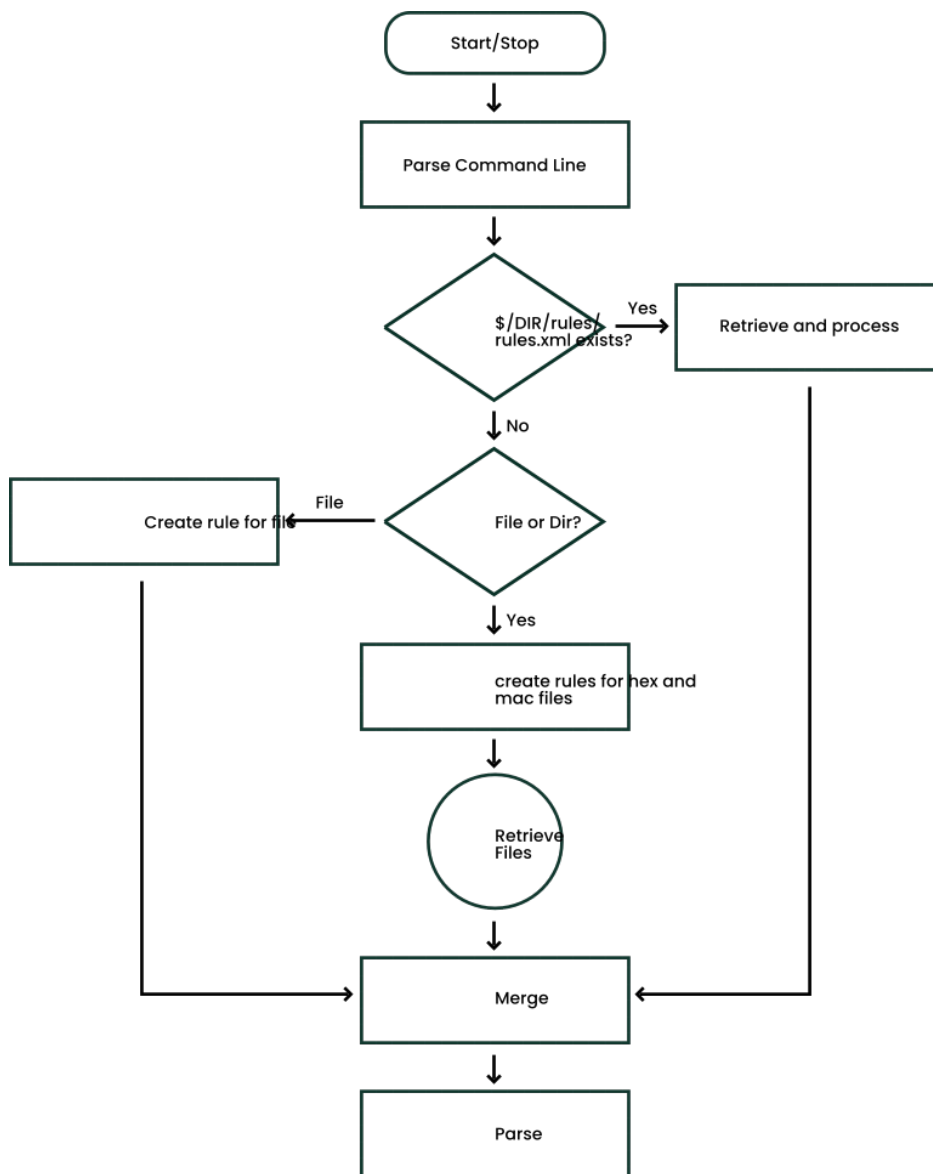 Start/Stop
Parse Command Line
$/DIR/rules/
rules.xml exists?
Yes
Retrieve and process
No
File
Create rule for file
File or Dir?
Yes
create rules for hex and
mac files
Retrieve
Files
Merge
Parse